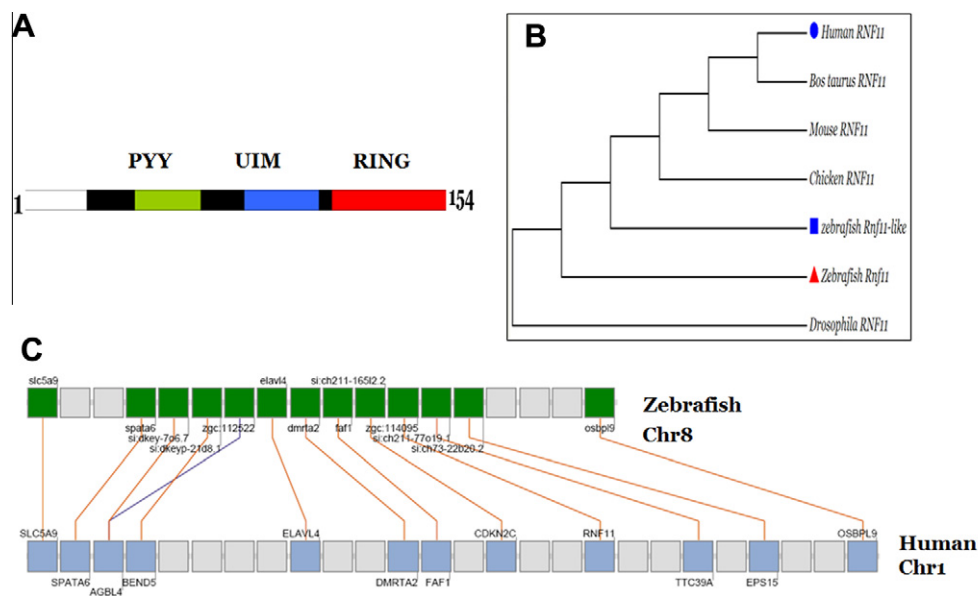 A
PYY UIM RING
1 154
B
Human RNF11
Bos taurus RNF11
Mouse RNF11
Chicken RNF11
zebrafish Rnf11-like
Zebrafish Rnf11
Drosophila RNF11
C
slc5a9 elavl4 si:ch211-165l2.2
Zebrafish
Chr8
spata6 zgc:112522 dmrta2 faf1 zgc:114095 osbpl9
si:dkey-7o6.7 si:ch211-77o19.1
si:dkeyp-21d8.1 si:ch73-22b20.2
SLC5A9 ELAVL4 CDKN2C RNF11 OSBPL9
Human
Chr1
SPATA6 BEND5 DMRTA2 FAF1 TTC39A EPS15
AGBL4